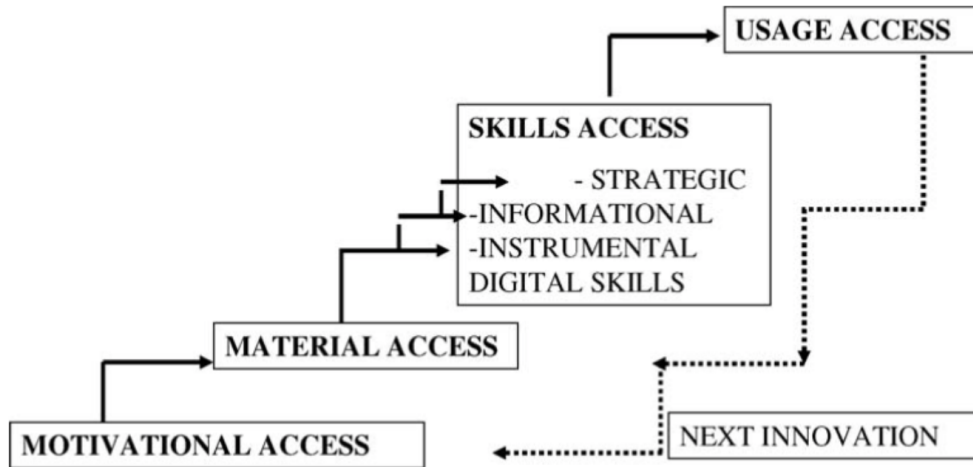 USAGE ACCESS
SKILLS ACCESS
- STRATEGIC
-INFORMATIONAL
-INSTRUMENTAL
DIGITAL SKILLS
MATERIAL ACCESS
MOTIVATIONAL ACCESS
NEXT INNOVATION